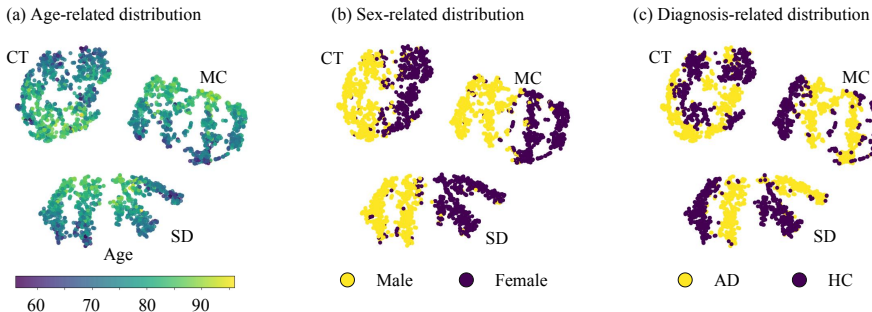 (a) Age-related distribution
(b) Sex-related distribution
(c) Diagnosis-related distribution
CT
MC
SD
Age
60 70 80 90
CT
MC
SD
Male
Female
CT
MC
SD
AD
HC